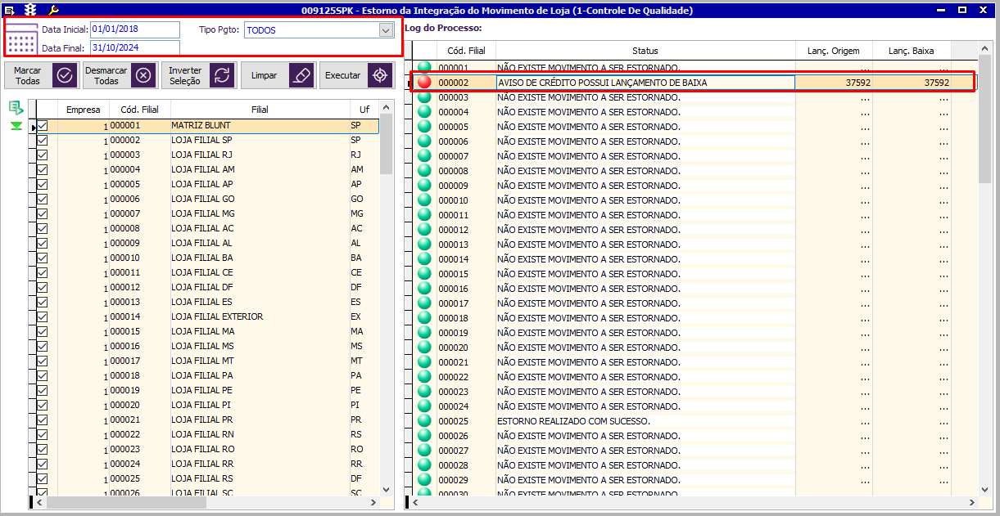 009125SPK - Estorno da Integração do Movimento de Loja (1-Controle De Qualidade)
Data Inicial: 01/01/2018 Tipo Pgto: TODOS
Data Final: 31/10/2024
Marcar Todas
Desmarcar Todas
Inverter Seleção
Limpar
Executar
Empresa Cód. Filial Filial Uf
1 000001 MATRIZ BLUNT SP
1 000002 LOJA FILIAL SP SP
1 000003 LOJA FILIAL RJ RJ
1 000004 LOJA FILIAL AM AM
1 000005 LOJA FILIAL AP AP
1 000006 LOJA FILIAL GO GO
1 000007 LOJA FILIAL MG MG
1 000008 LOJA FILIAL AC AC
1 000009 LOJA FILIAL AL AL
1 000010 LOJA FILIAL BA BA
1 000011 LOJA FILIAL CE CE
1 000012 LOJA FILIAL DF DF
1 000013 LOJA FILIAL ES ES
1 000014 LOJA FILIAL EXTERIOR EX
1 000015 LOJA FILIAL MA MA
1 000016 LOJA FILIAL MS MS
1 000017 LOJA FILIAL MT MT
1 000018 LOJA FILIAL PA PA
1 000019 LOJA FILIAL PE PE
1 000020 LOJA FILIAL PI PI
1 000021 LOJA FILIAL PR PR
1 000022 LOJA FILIAL RN RS
1 000023 LOJA FILIAL RO RO
1 000024 LOJA FILIAL RR RR
1 000025 LOJA FILIAL RS DF
1 000026 LOJA FILIAL SC SC
Log do Processo:
Cód. Filial Status Lanç. Origem Lanç. Baixa
000001 NÃO EXISTE MOVIMENTO A SER ESTORNADO.
000002 AVISO DE CRÉDITO POSSUI LANÇAMENTO DE BAIXA 37592 37592
000003 NÃO EXISTE MOVIMENTO A SER ESTORNADO. ... ...
000004 NÃO EXISTE MOVIMENTO A SER ESTORNADO. ... ...
000005 NÃO EXISTE MOVIMENTO A SER ESTORNADO. ... ...
000006 NÃO EXISTE MOVIMENTO A SER ESTORNADO. ... ...
000007 NÃO EXISTE MOVIMENTO A SER ESTORNADO. ... ...
000008 NÃO EXISTE MOVIMENTO A SER ESTORNADO. ... ...
000009 NÃO EXISTE MOVIMENTO A SER ESTORNADO. ... ...
000010 NÃO EXISTE MOVIMENTO A SER ESTORNADO. ... ...
000011 NÃO EXISTE MOVIMENTO A SER ESTORNADO. ... ...
000012 NÃO EXISTE MOVIMENTO A SER ESTORNADO. ... ...
000013 NÃO EXISTE MOVIMENTO A SER ESTORNADO. ... ...
000014 NÃO EXISTE MOVIMENTO A SER ESTORNADO. ... ...
000015 NÃO EXISTE MOVIMENTO A SER ESTORNADO. ... ...
000016 NÃO EXISTE MOVIMENTO A SER ESTORNADO. ... ...
000017 NÃO EXISTE MOVIMENTO A SER ESTORNADO. ... ...
000018 NÃO EXISTE MOVIMENTO A SER ESTORNADO. ... ...
000019 NÃO EXISTE MOVIMENTO A SER ESTORNADO. ... ...
000020 NÃO EXISTE MOVIMENTO A SER ESTORNADO. ... ...
000021 NÃO EXISTE MOVIMENTO A SER ESTORNADO. ... ...
000022 NÃO EXISTE MOVIMENTO A SER ESTORNADO. ... ...
000023 NÃO EXISTE MOVIMENTO A SER ESTORNADO. ... ...
000024 NÃO EXISTE MOVIMENTO A SER ESTORNADO. ... ...
000025 ESTORNO REALIZADO COM SUCESSO. ... ...
000026 NÃO EXISTE MOVIMENTO A SER ESTORNADO. ... ...
000027 NÃO EXISTE MOVIMENTO A SER ESTORNADO. ... ...
000028 NÃO EXISTE MOVIMENTO A SER ESTORNADO. ... ...
000029 NÃO EXISTE MOVIMENTO A SER ESTORNADO. ... ...
000030 NÃO EXISTE MOVIMENTO A SER ESTORNADO.